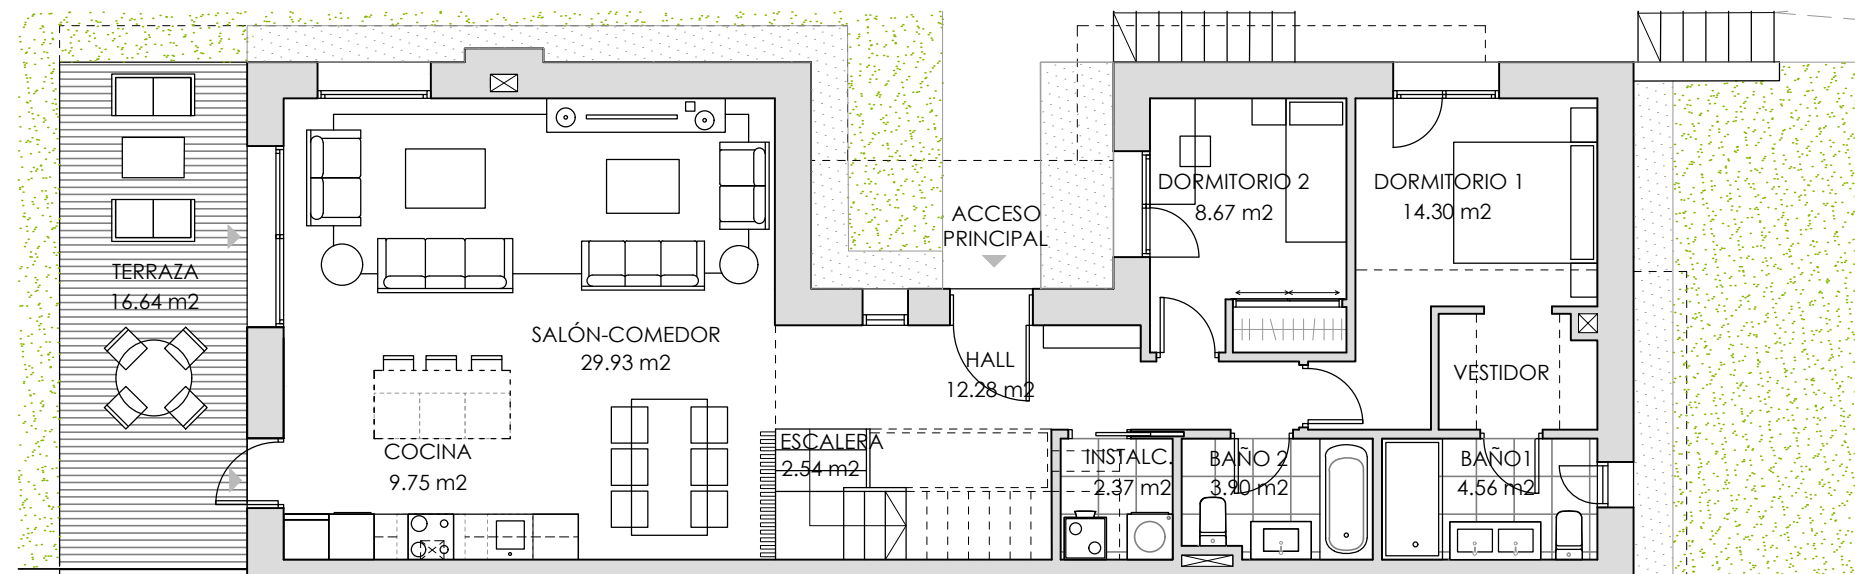 TERRAZA
16.64 m2
SALÓN-COMEDOR
29.93 m2
COCINA
9.75 m2
ESCALERA
2.54 m2
ACCESO
PRINCIPAL
HALL
12.28 m2
INSTALC.
2.37 m2
DORMITORIO 2
8.67 m2
BAÑO 2
3.90 m2
DORMITORIO 1
14.30 m2
VESTIDOR
BAÑO1
4.56 m2